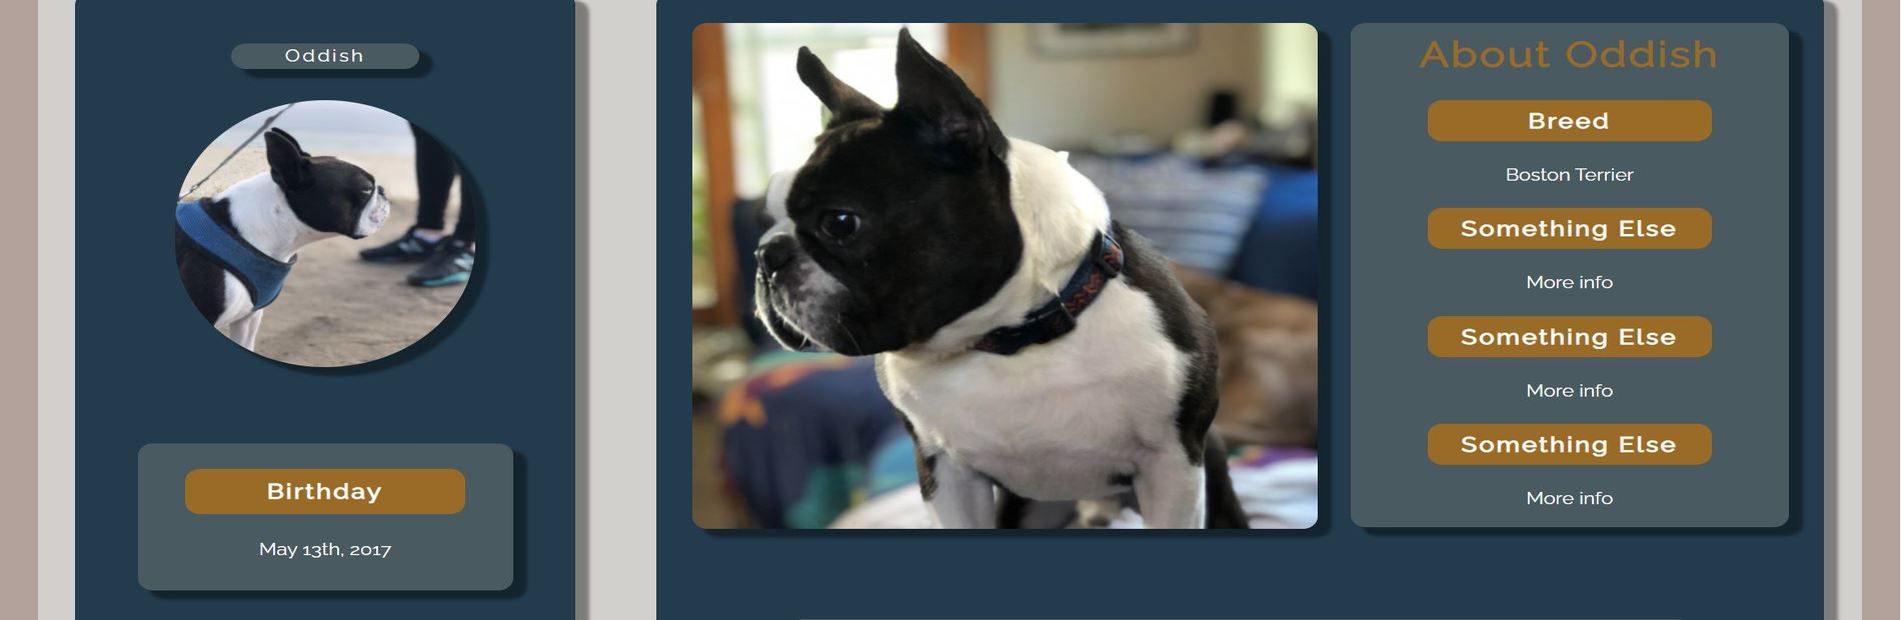 Oddish
Birthday
May 13th, 2017
About Oddish
Breed
Boston Terrier
Something Else
More info
Something Else
More info
Something Else
More info